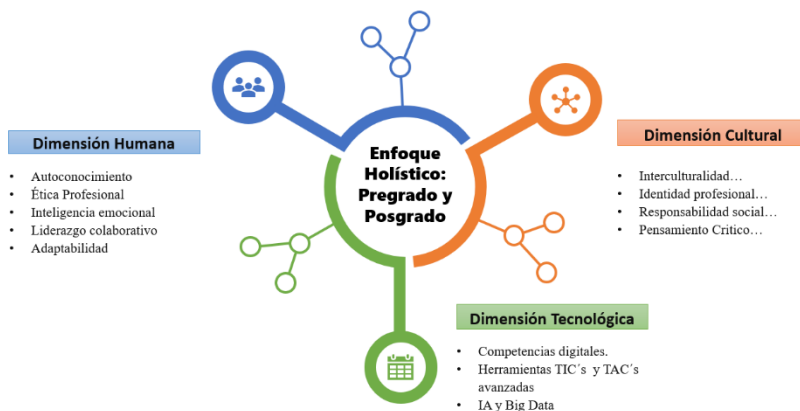 Enfoque
Holístico:
Pregrado y
Posgrado
Dimensión Humana
• Autoconocimiento
• Ética Profesional
• Inteligencia emocional
• Liderazgo colaborativo
• Adaptabilidad
Dimensión Cultural
• Interculturalidad…
• Identidad profesional…
• Responsabilidad social…
• Pensamiento Critico…
Dimensión Tecnológica
• Competencias digitales.
• Herramientas TIC´s y TAC´s
avanzadas
• IA y Big Data